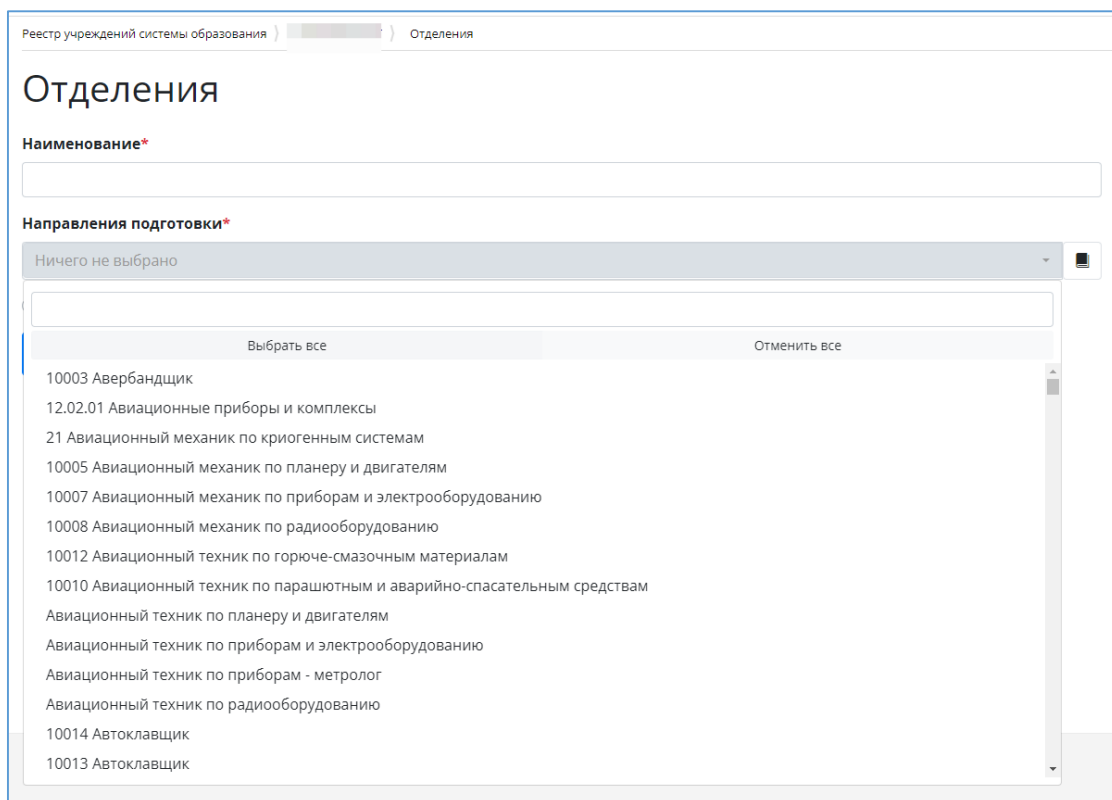 Реестр учреждений системы образования
Отделения
Отделения
Наименование*
Направления подготовки*
Ничего не выбрано
Выбрать все Отменить все
10003 Авербандщик
12.02.01 Авиационные приборы и комплексы
21 Авиационный механик по криогенным системам
10005 Авиационный механик по планеру и двигателям
10007 Авиационный механик по приборам и электрооборудованию
10008 Авиационный механик по радиооборудованию
10012 Авиационный техник по горюче-смазочным материалам
10010 Авиационный техник по парашютным и аварийно-спасательным средствам
Авиационный техник по планеру и двигателям
Авиационный техник по приборам и электрооборудованию
Авиационный техник по приборам - метролог
Авиационный техник по радиооборудованию
10014 Автоклавщик
10013 Автоклавщик